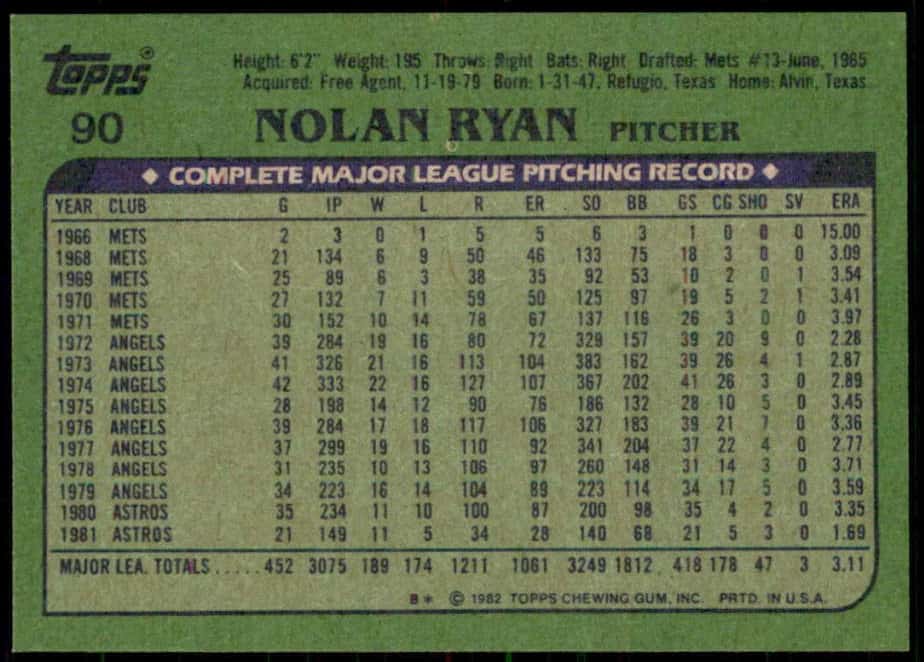 topps® Height: 6'2" Weight: 195 Throws: Right Bats: Right Drafted: Mets #13-June, 1965
Acquired: Free Agent, 11-19-79 Born: 1-31-47, Refugio, Texas Home: Alvin, Texas
90 NOLAN RYAN PITCHER
◆ COMPLETE MAJOR LEAGUE PITCHING RECORD ◆
YEAR CLUB G IP W L R ER SO BB GS CG SHO SV ERA
1966 METS 2 3 0 1 5 5 6 3 1 0 0 0 15.00
1968 METS 21 134 6 9 50 46 133 75 18 3 0 0 3.09
1969 METS 25 89 6 3 38 35 92 53 10 2 0 1 3.54
1970 METS 27 132 7 11 59 50 125 97 19 5 2 1 3.41
1971 METS 30 152 10 14 78 67 137 116 26 3 0 0 3.97
1972 ANGELS 39 284 19 16 80 72 329 157 39 20 9 0 2.28
1973 ANGELS 41 326 21 16 113 104 383 162 39 26 4 1 2.87
1974 ANGELS 42 333 22 16 127 107 367 202 41 26 3 0 2.89
1975 ANGELS 28 198 14 12 90 76 186 132 28 10 5 0 3.45
1976 ANGELS 39 284 17 18 117 106 327 183 39 21 7 0 3.36
1977 ANGELS 37 299 19 16 110 92 341 204 37 22 4 0 2.77
1978 ANGELS 31 235 10 13 106 97 260 148 31 14 3 0 3.71
1979 ANGELS 34 223 16 14 104 89 223 114 34 17 5 0 3.59
1980 ASTROS 35 234 11 10 100 87 200 98 35 4 2 0 3.35
1981 ASTROS 21 149 11 5 34 28 140 68 21 5 3 0 1.69
MAJOR LEA. TOTALS.....452 3075 189 174 1211 1061 3249 1812 418 178 47 3 3.11
B* © 1982 TOPPS CHEWING GUM, INC. PRTD. IN U.S.A.